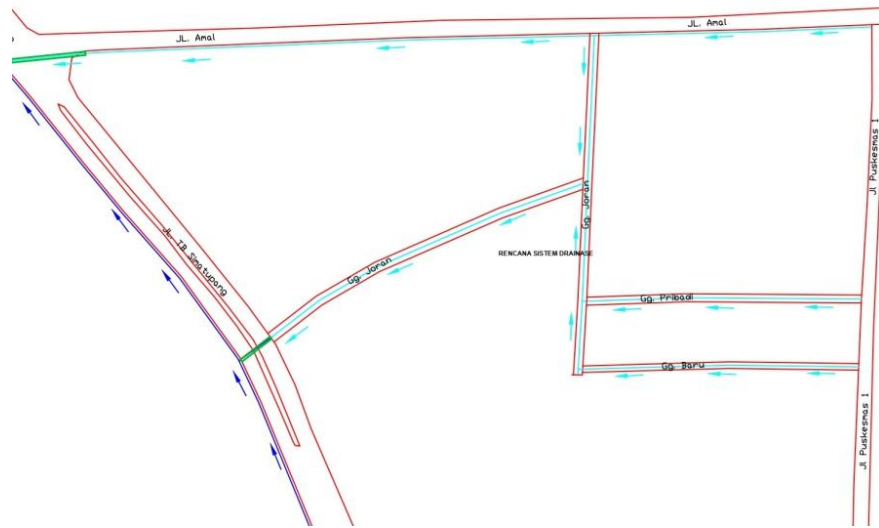 JL. Amal
JL. Amal
Jl Puskesmas 1
Gg. Joran
JL. TB Simatupang
Gg. Joran
RENCANA SISTEM DRAINASE
Gg. Pribadi
Gg. Baru
Jl Puskesmas 1